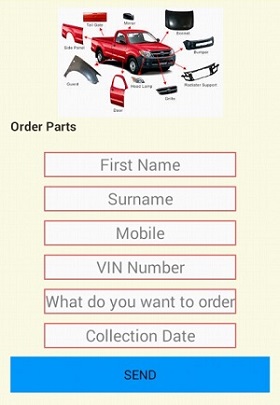 Tail Gate
Mirror
Bonnet
Side Panel
Bumper
Guard
Head Lamp
Radiator Support
Grille
Door
Order Parts
First Name
Surname
Mobile
VIN Number
What do you want to order
Collection Date
SEND